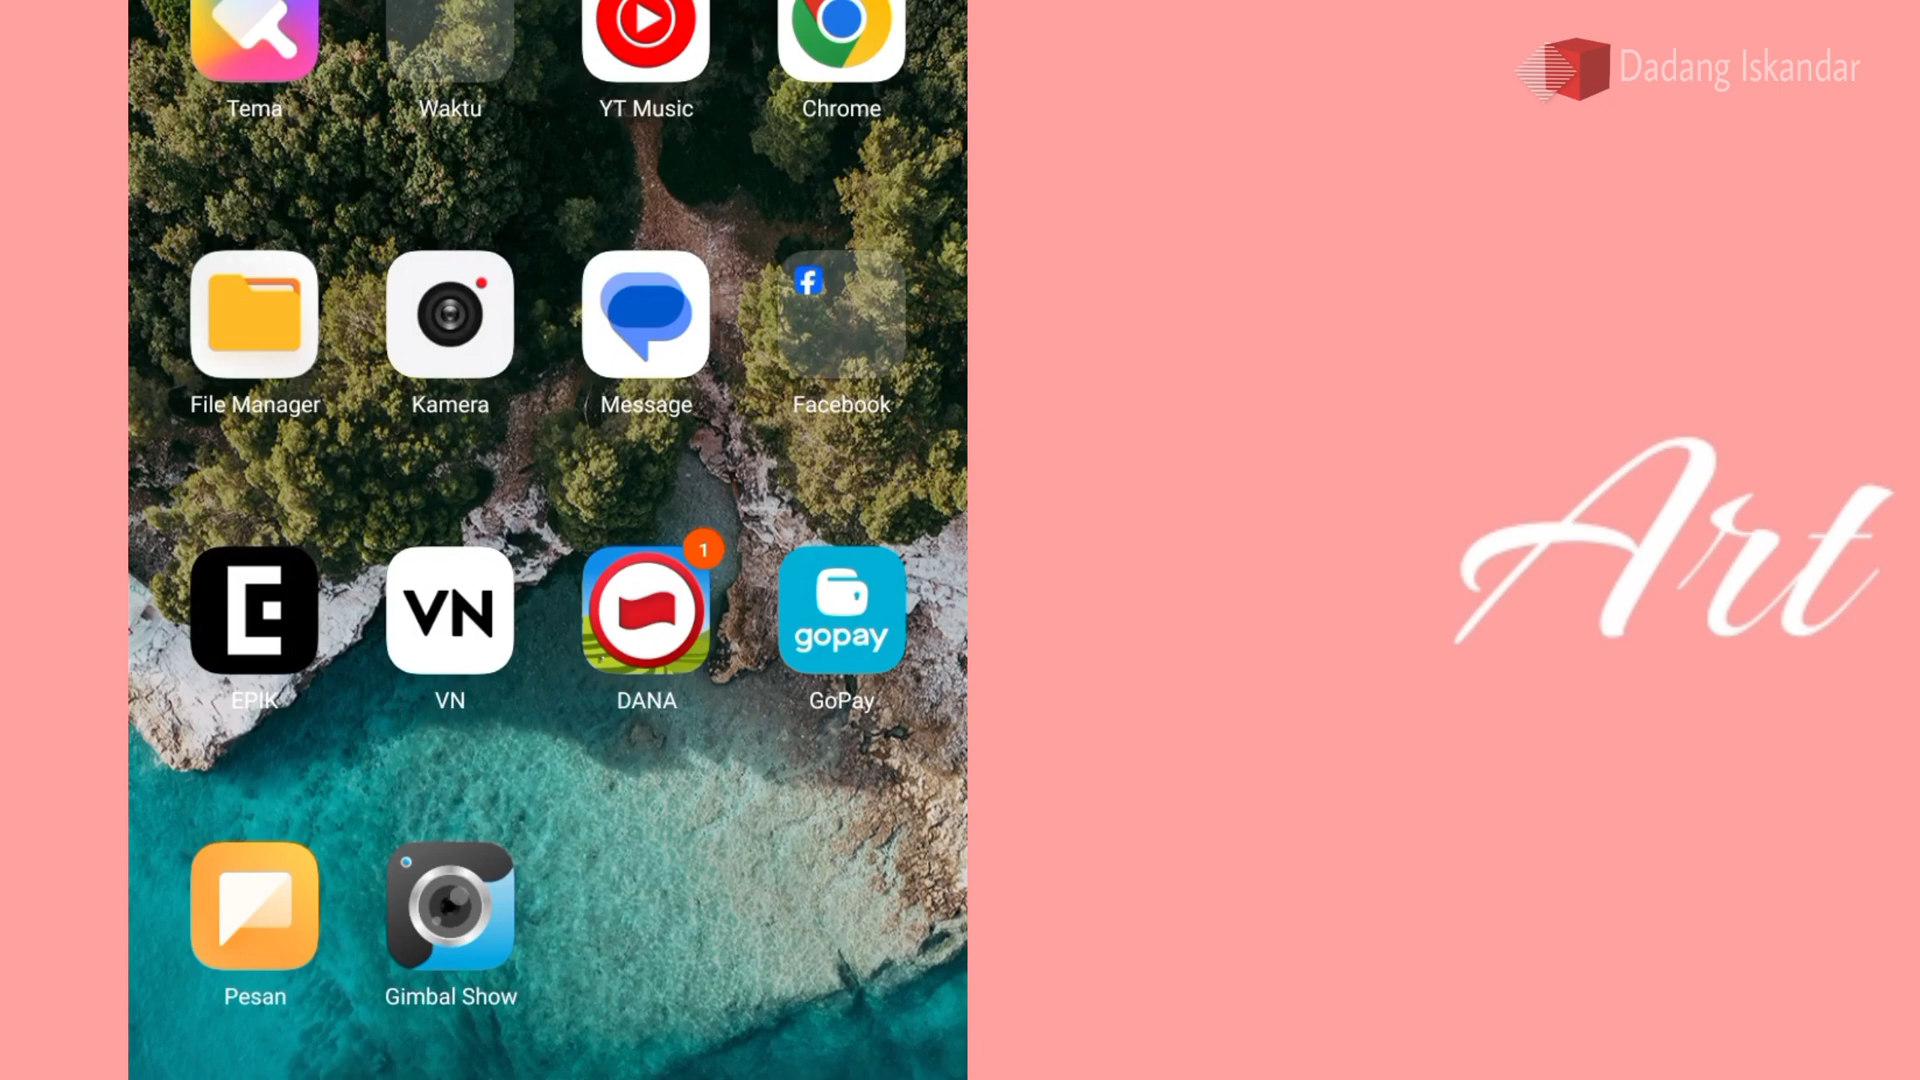 Dadang Iskandar
Tema Waktu YT Music Chrome
File Manager Kamera Message Facebook
1
VN gopay
EPIK VN DANA GoPay
Pesan Gimbal Show
Art